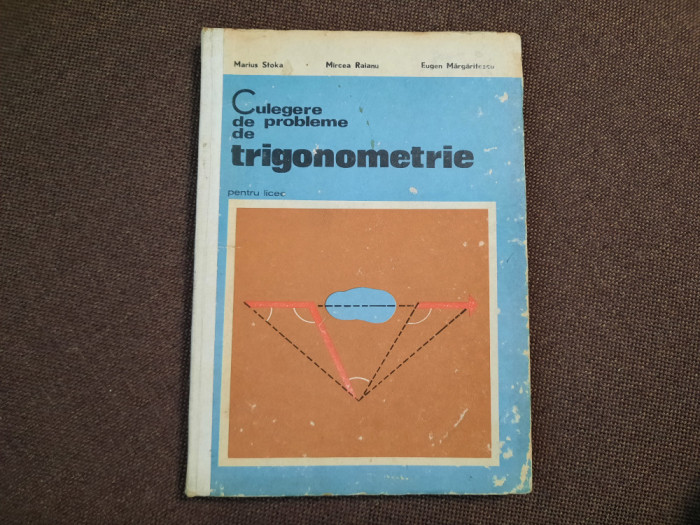 Marius Stoka Mircea Raianu Eugen Mărgăritescu
Culegere
de probleme
de
trigonometrie
pentru licee